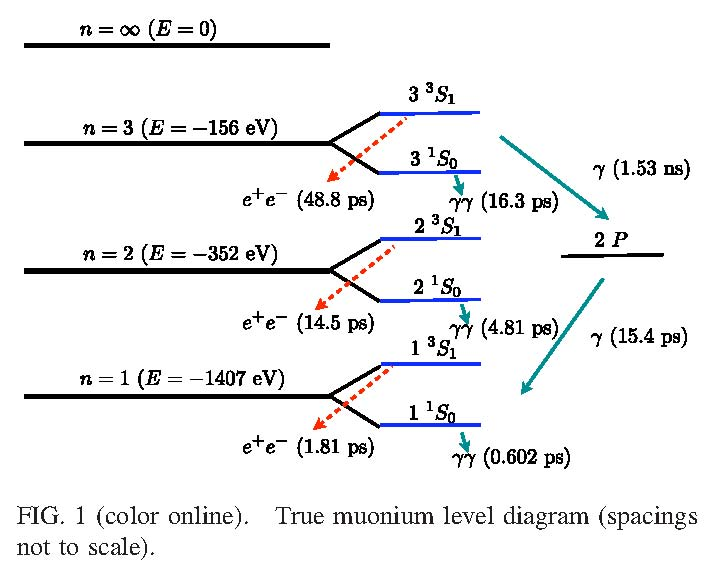 n = ∞ (E = 0)
3 ³S₁
n = 3 (E = −156 eV)
3 ¹S₀
γ (1.53 ns)
e⁺e⁻ (48.8 ps)
γγ (16.3 ps)
2 ³S₁
2 P
n = 2 (E = −352 eV)
2 ¹S₀
e⁺e⁻ (14.5 ps)
γγ (4.81 ps)
γ (15.4 ps)
1 ³S₁
n = 1 (E = −1407 eV)
1 ¹S₀
e⁺e⁻ (1.81 ps)
γγ (0.602 ps)
FIG. 1 (color online). True muonium level diagram (spacings
not to scale).